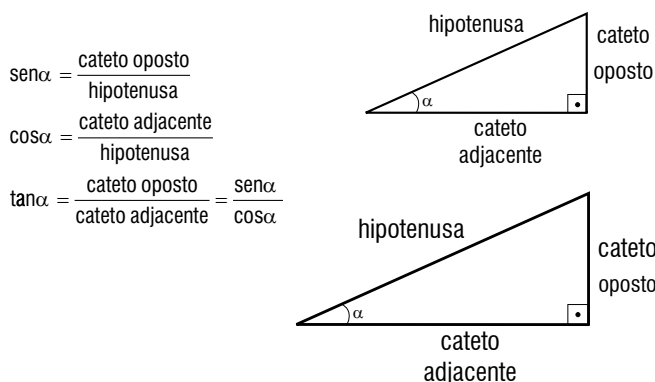 senα = cateto oposto / hipotenusa
cosα = cateto adjacente / hipotenusa
tanα = cateto oposto / cateto adjacente = senα / cosα
hipotenusa
cateto
oposto
α
cateto
adjacente
hipotenusa
cateto
oposto
α
cateto
adjacente